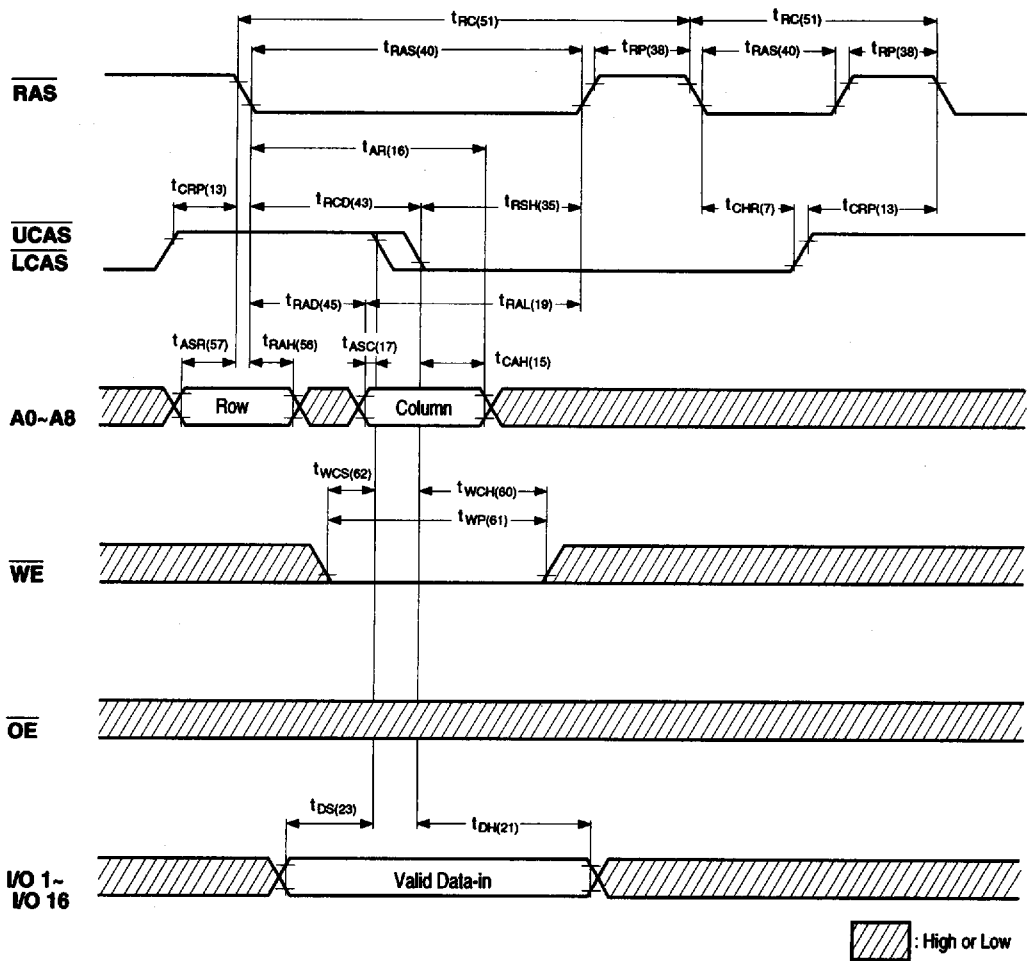 tRC(51) tRC(51)
tRAS(40) tRP(38) tRAS(40) tRP(38)
RAS
tAR(16)
tCRP(13) tRCD(43) tRSH(35) tCHR(7) tCRP(13)
UCAS
LCAS
tRAD(45) tRAL(19)
tASR(57) tRAH(56) tASC(17) tCAH(15)
A0~A8 Row Column
tWCS(62) tWCH(60)
tWP(61)
WE
OE
tDS(23) tDH(21)
I/O 1~
I/O 16
Valid Data-in
: High or Low